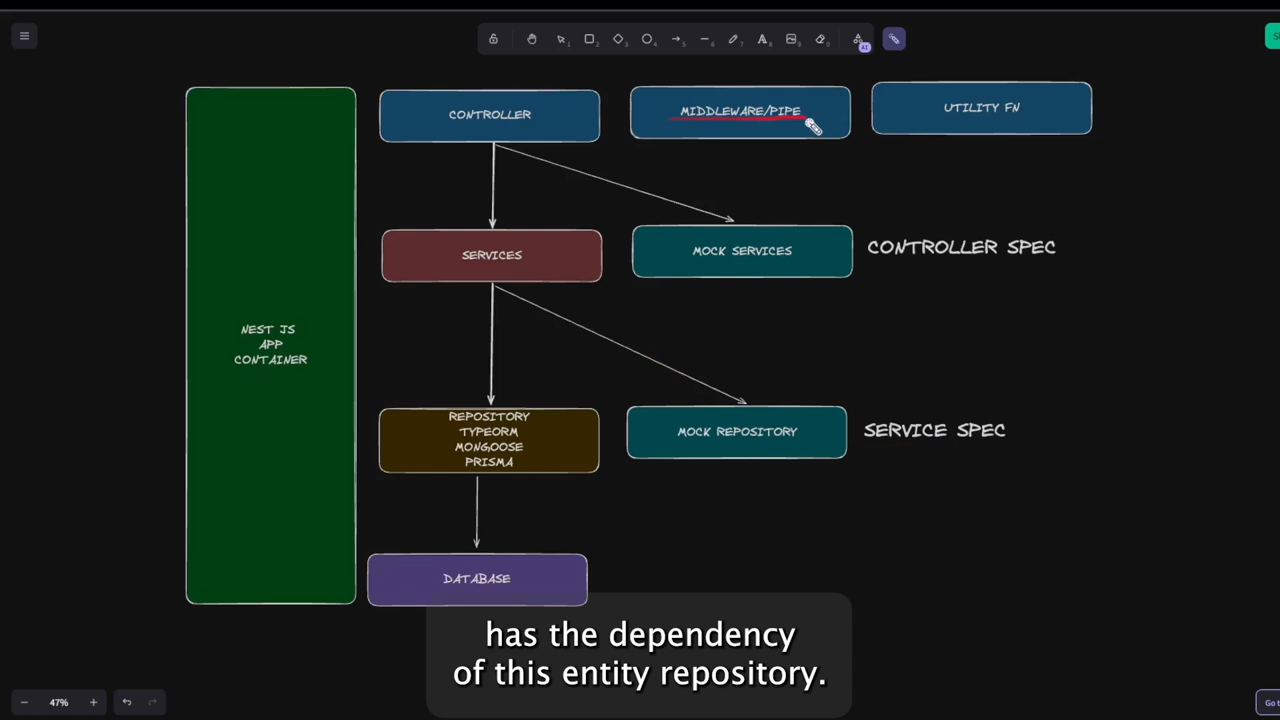 CONTROLLER
MIDDLEWARE/PIPE
UTILITY FN
SERVICES
MOCK SERVICES
CONTROLLER SPEC
NEST JS
APP
CONTAINER
REPOSITORY
TYPEORM
MONGOOSE
PRISMA
MOCK REPOSITORY
SERVICE SPEC
DATABASE
has the dependency
of this entity repository.
47%
Go t